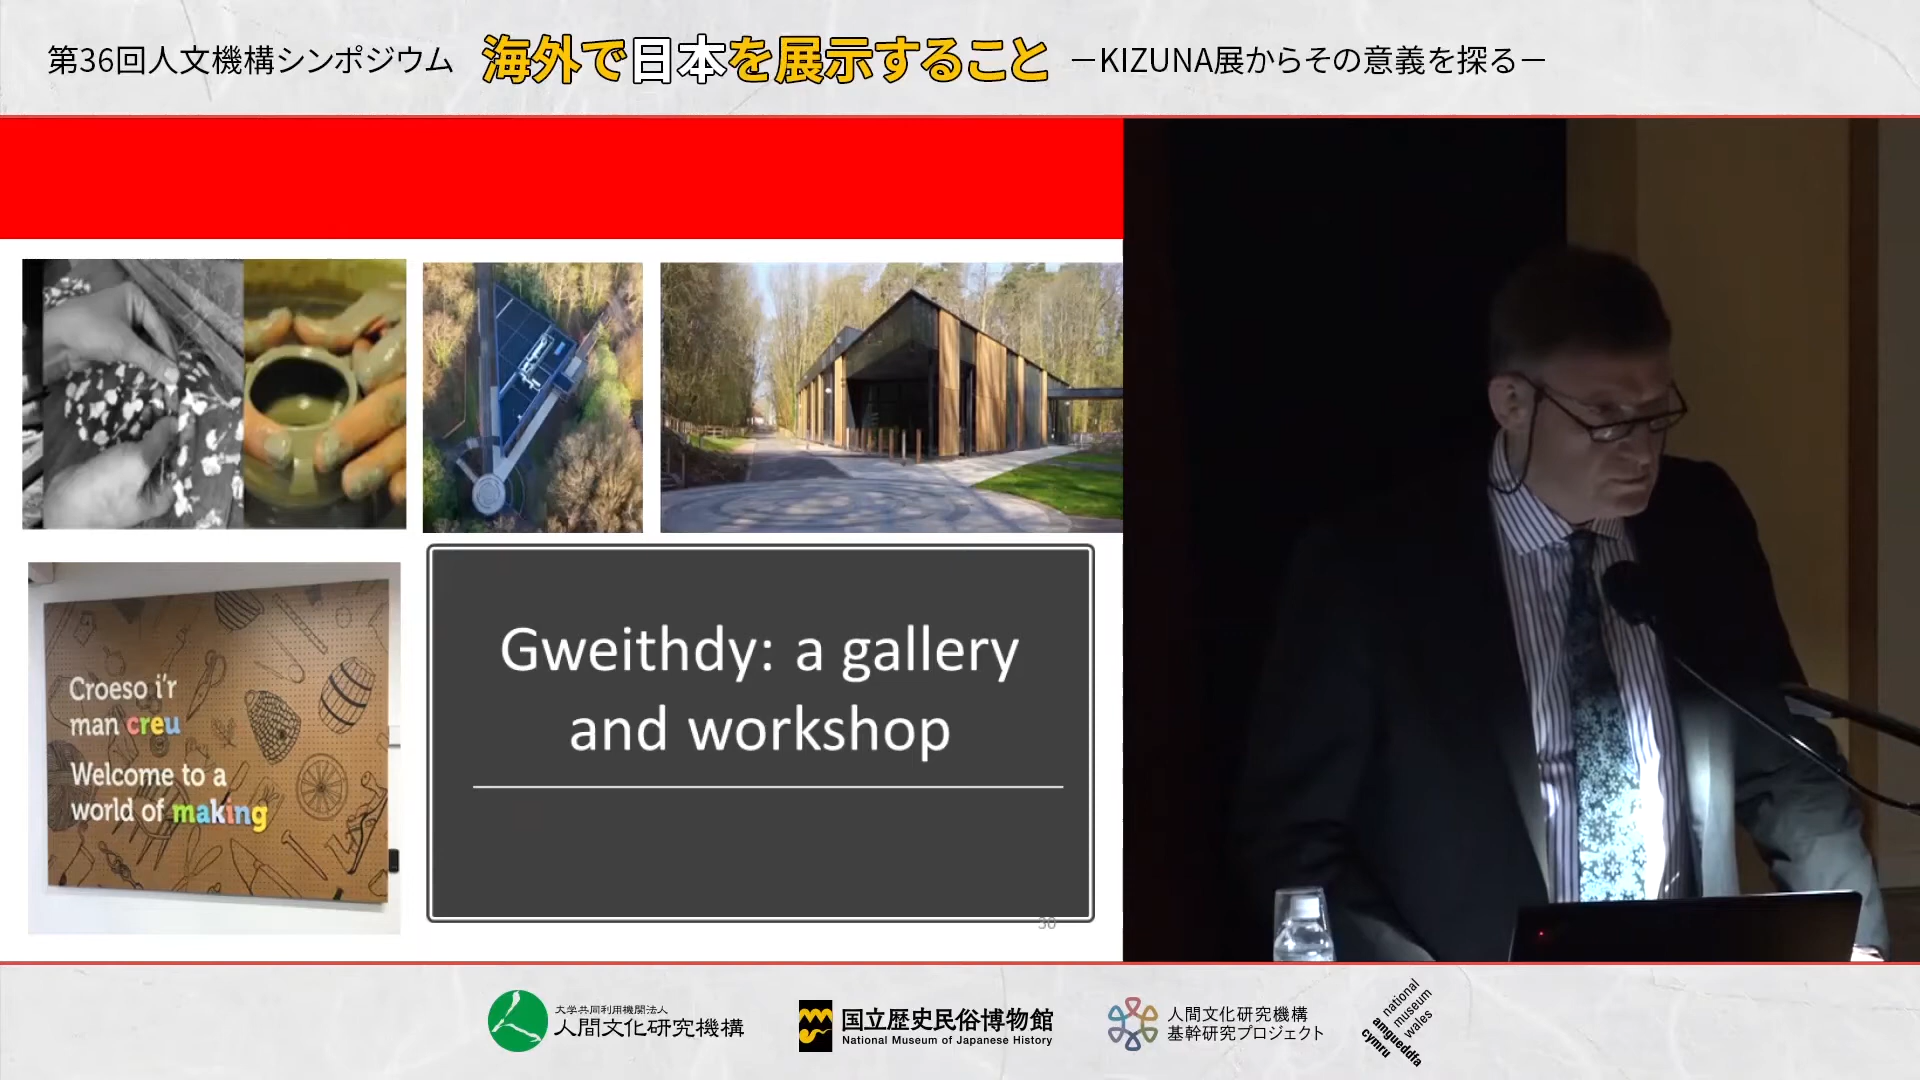 第36回人文機構シンポジウム 海外で日本を展示すること －KIZUNA展からその意義を探る－
Croeso i'r
man creu
Welcome to a
world of making
Gweithdy: a gallery
and workshop
30
大学共同利用機関法人
人間文化研究機構
国立歴史民俗博物館
National Museum of Japanese History
人間文化研究機構
基幹研究プロジェクト
national
museum
wales
amgueddfa
cymru